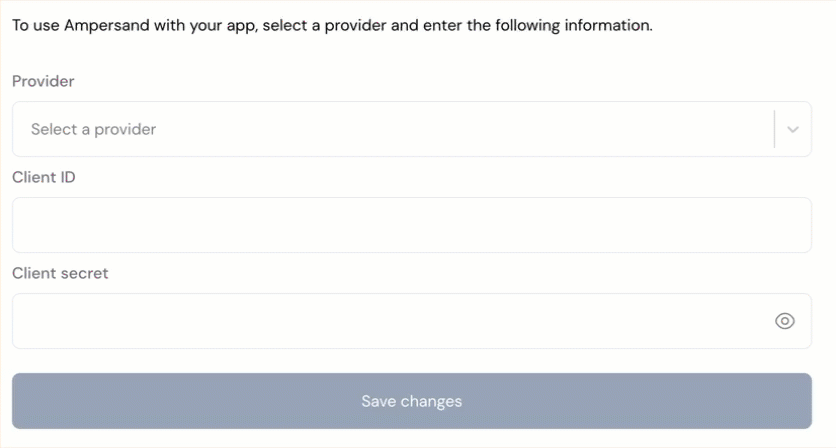 To use Ampersand with your app, select a provider and enter the following information.
Provider
Select a provider
Client ID
Client secret
Save changes